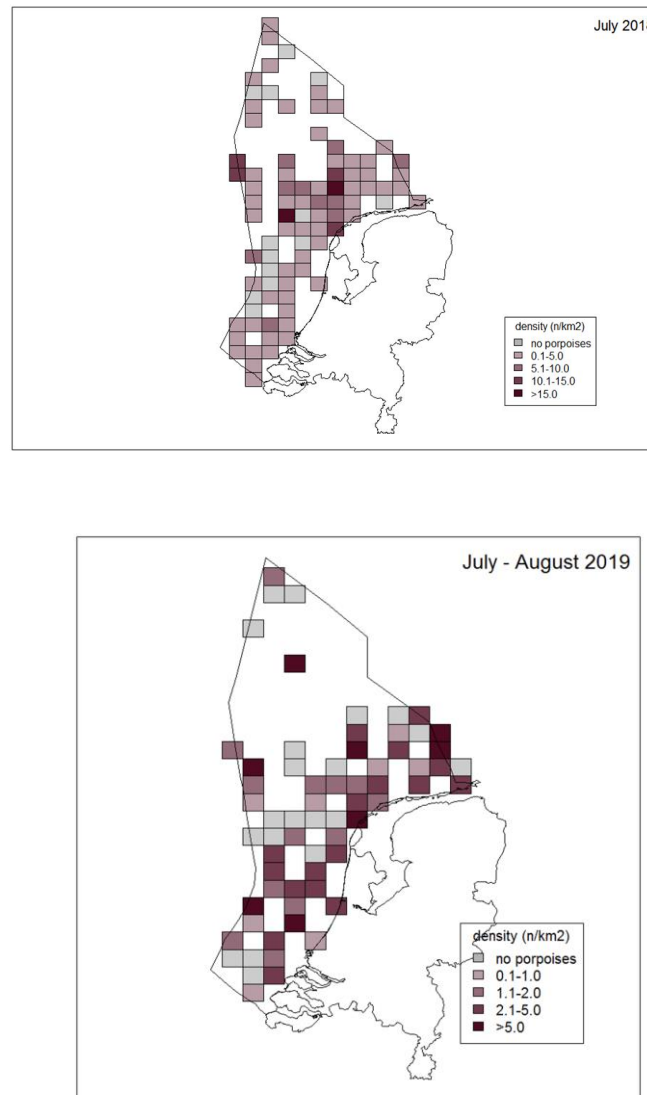 July 2018
density (n/km2)
no porpoises
0.1-5.0
5.1-10.0
10.1-15.0
>15.0
July - August 2019
density (n/km2)
no porpoises
0.1-1.0
1.1-2.0
2.1-5.0
>5.0